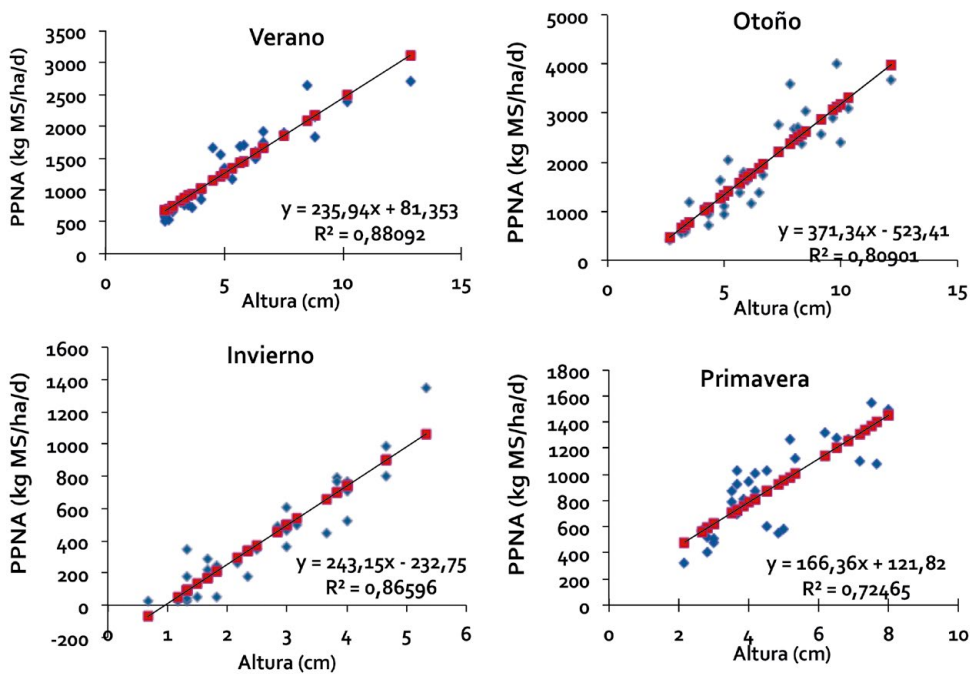 Verano
PPNA (kg MS/ha/d)
3500
3000
2500
2000
1500
1000
500
0
y = 235,94x + 81,353
R² = 0,88092
0 5 10 15
Altura (cm)
Otoño
PPNA (kg MS/ha/d)
5000
4000
3000
2000
1000
0
y = 371,34x - 523,41
R² = 0,80901
0 5 10 15
Altura (cm)
Invierno
PPNA (kg MS/ha/d)
1600
1400
1200
1000
800
600
400
200
0
-200
y = 243,15x - 232,75
R² = 0,86596
0 1 2 3 4 5 6
Altura (cm)
Primavera
PPNA (kg MS/ha/d)
1800
1600
1400
1200
1000
800
600
400
200
0
y = 166,36x + 121,82
R² = 0,72465
0 2 4 6 8 10
Altura (cm)